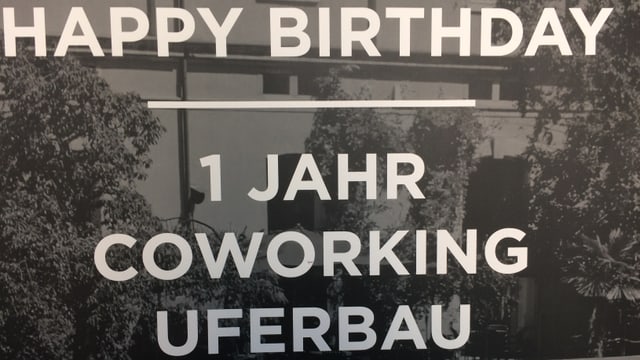 HAPPY BIRTHDAY
1 JAHR
COWORKING
UFERBAU